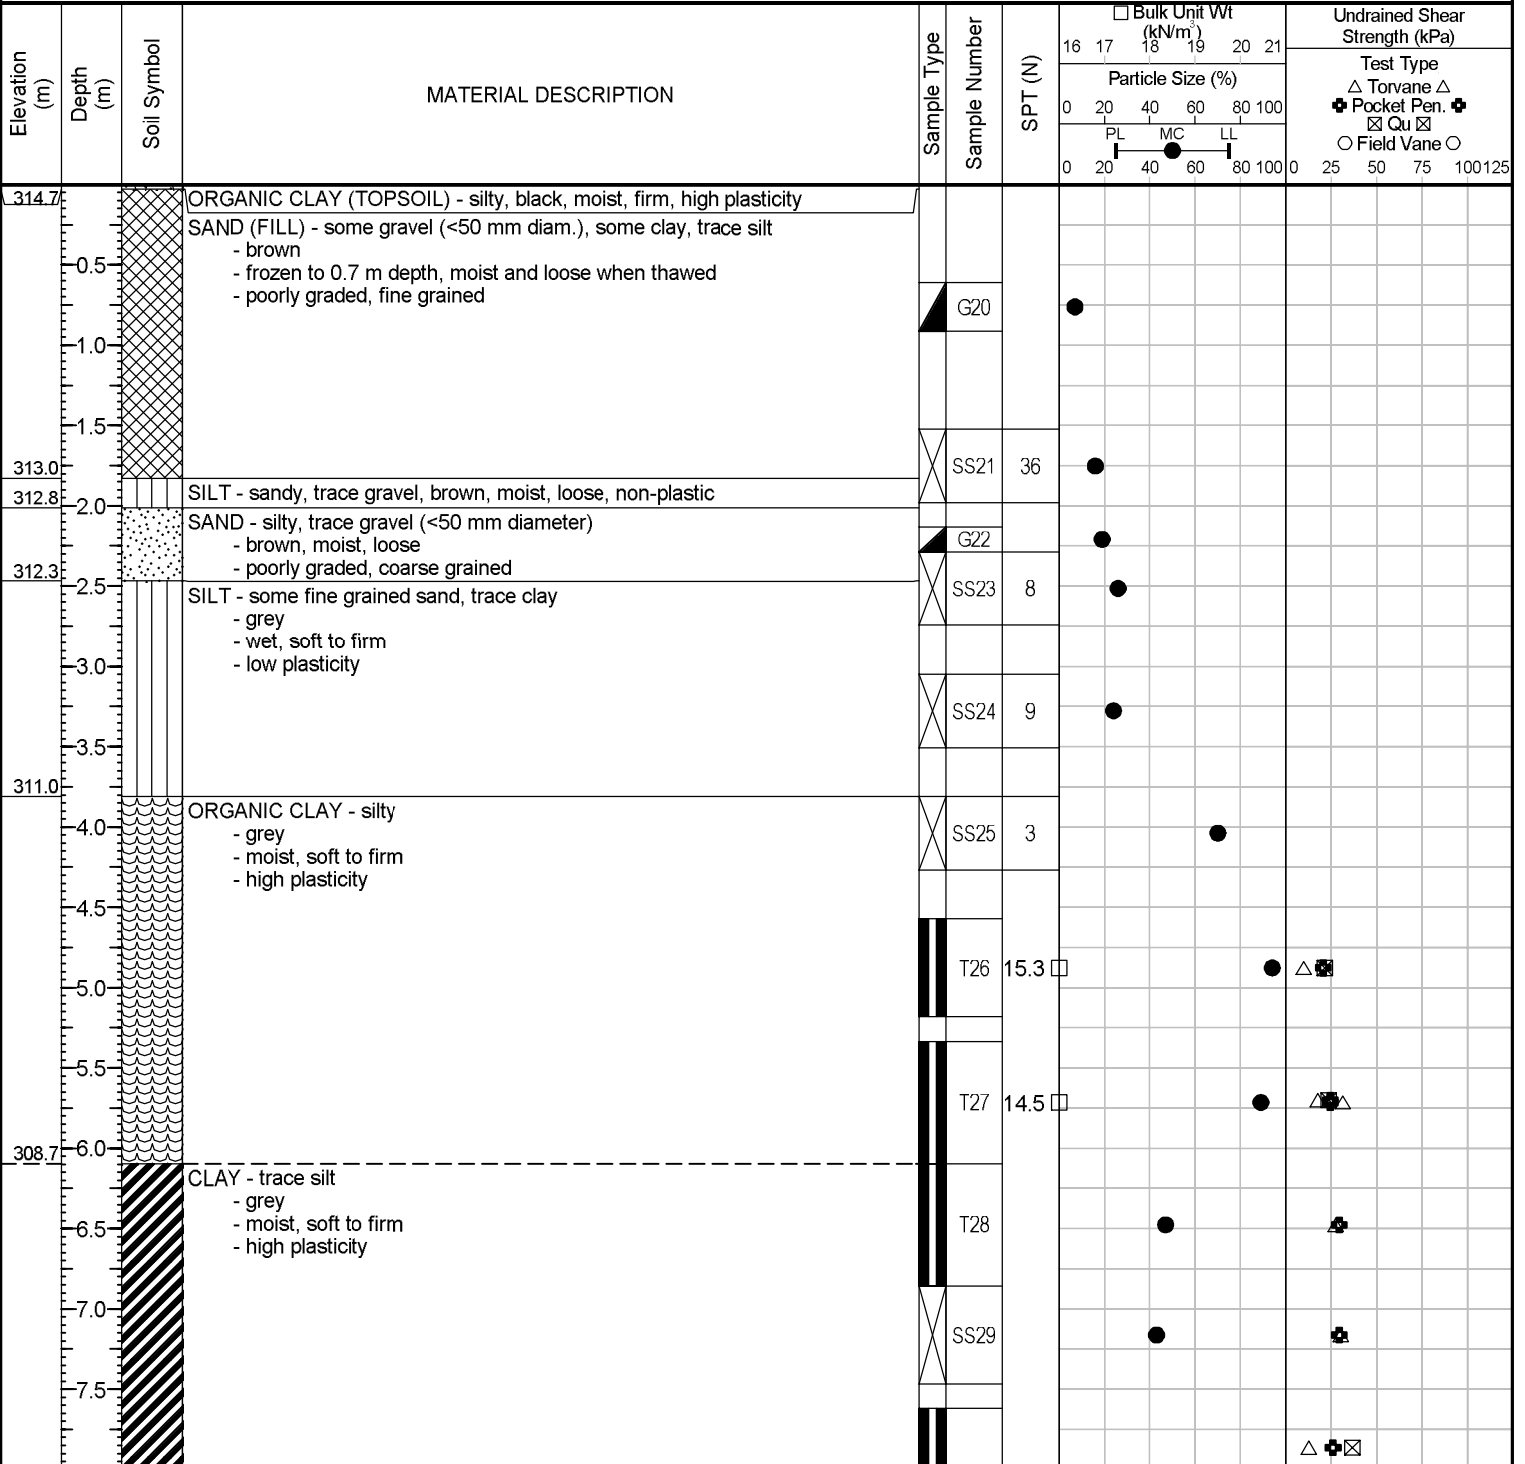 Elevation
(m)
Depth
(m)
Soil Symbol
MATERIAL DESCRIPTION
Sample Type
Sample Number
SPT (N)
Bulk Unit Wt
(kN/m³)
16 17 18 19 20 21
Particle Size (%)
0 20 40 60 80 100
PL MC LL
0 20 40 60 80 100
Undrained Shear
Strength (kPa)
Test Type
Torvane
Pocket Pen.
Qu
Field Vane
0 25 50 75 100 125
314.7
ORGANIC CLAY (TOPSOIL) - silty, black, moist, firm, high plasticity
SAND (FILL) - some gravel (<50 mm diam.), some clay, trace silt
- brown
0.5
- frozen to 0.7 m depth, moist and loose when thawed
- poorly graded, fine grained
G20
1.0
1.5
313.0
SS21 36
312.8
SILT - sandy, trace gravel, brown, moist, loose, non-plastic
2.0
SAND - silty, trace gravel (<50 mm diameter)
- brown, moist, loose
G22
312.3
- poorly graded, coarse grained
2.5
SS23 8
SILT - some fine grained sand, trace clay
- grey
- wet, soft to firm
3.0
- low plasticity
SS24 9
3.5
311.0
ORGANIC CLAY - silty
4.0
- grey
SS25 3
- moist, soft to firm
- high plasticity
4.5
T26 15.3
5.0
5.5
T27 14.5
6.0
308.7
CLAY - trace silt
- grey
6.5
- moist, soft to firm
T28
- high plasticity
7.0
SS29
7.5